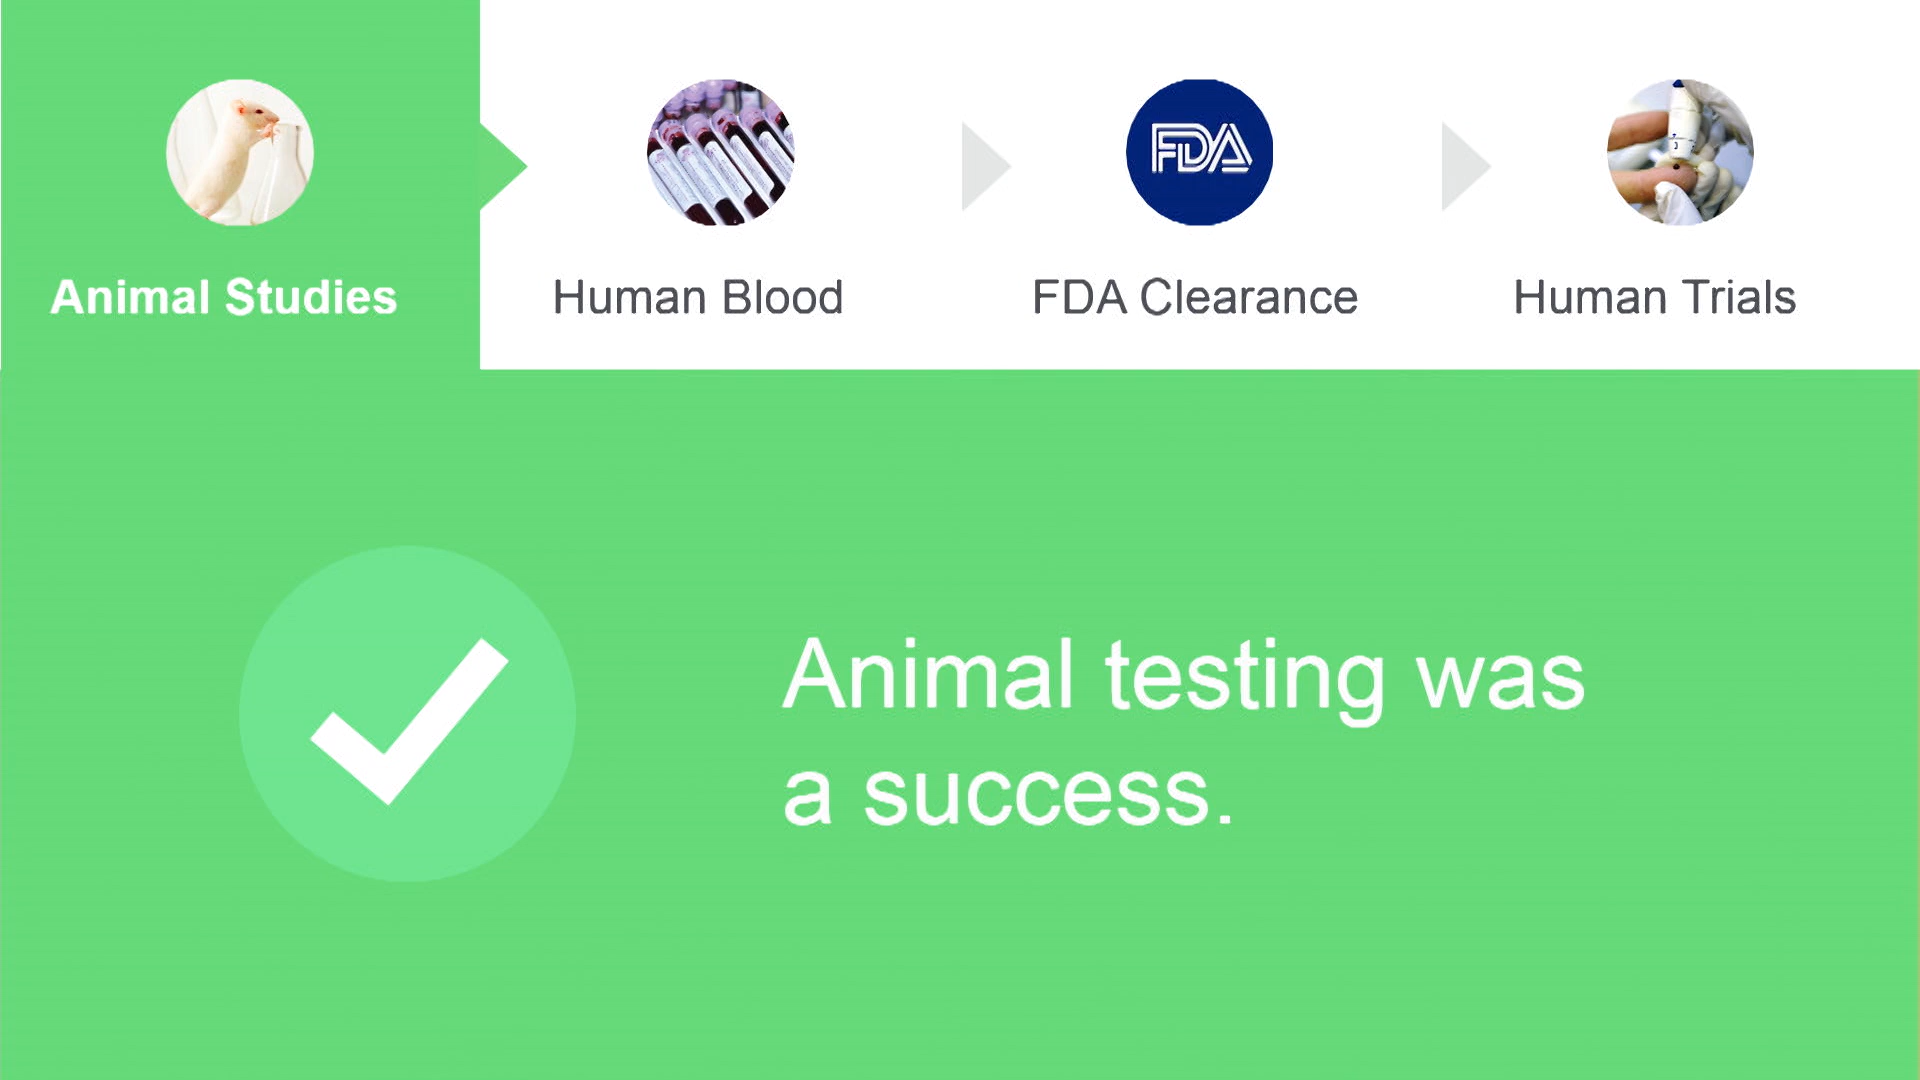 FDA
Animal Studies
Human Blood
FDA Clearance
Human Trials
Animal testing was
a success.